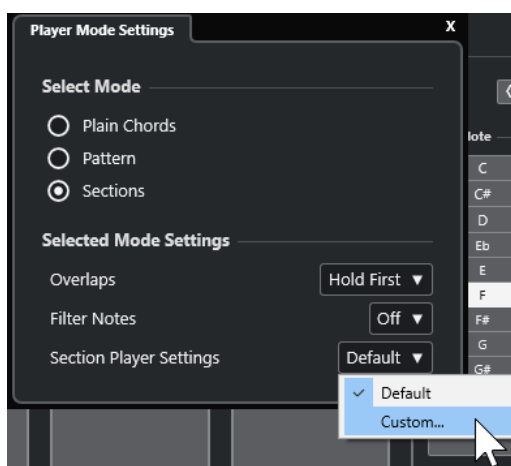 Player Mode Settings
X
Select Mode
Plain Chords
Pattern
Sections
Selected Mode Settings
Overlaps Hold First ▼
Filter Notes Off ▼
Section Player Settings Default ▼
✓ Default
Custom...
C
C#
D
Eb
E
F
F#
G
G#